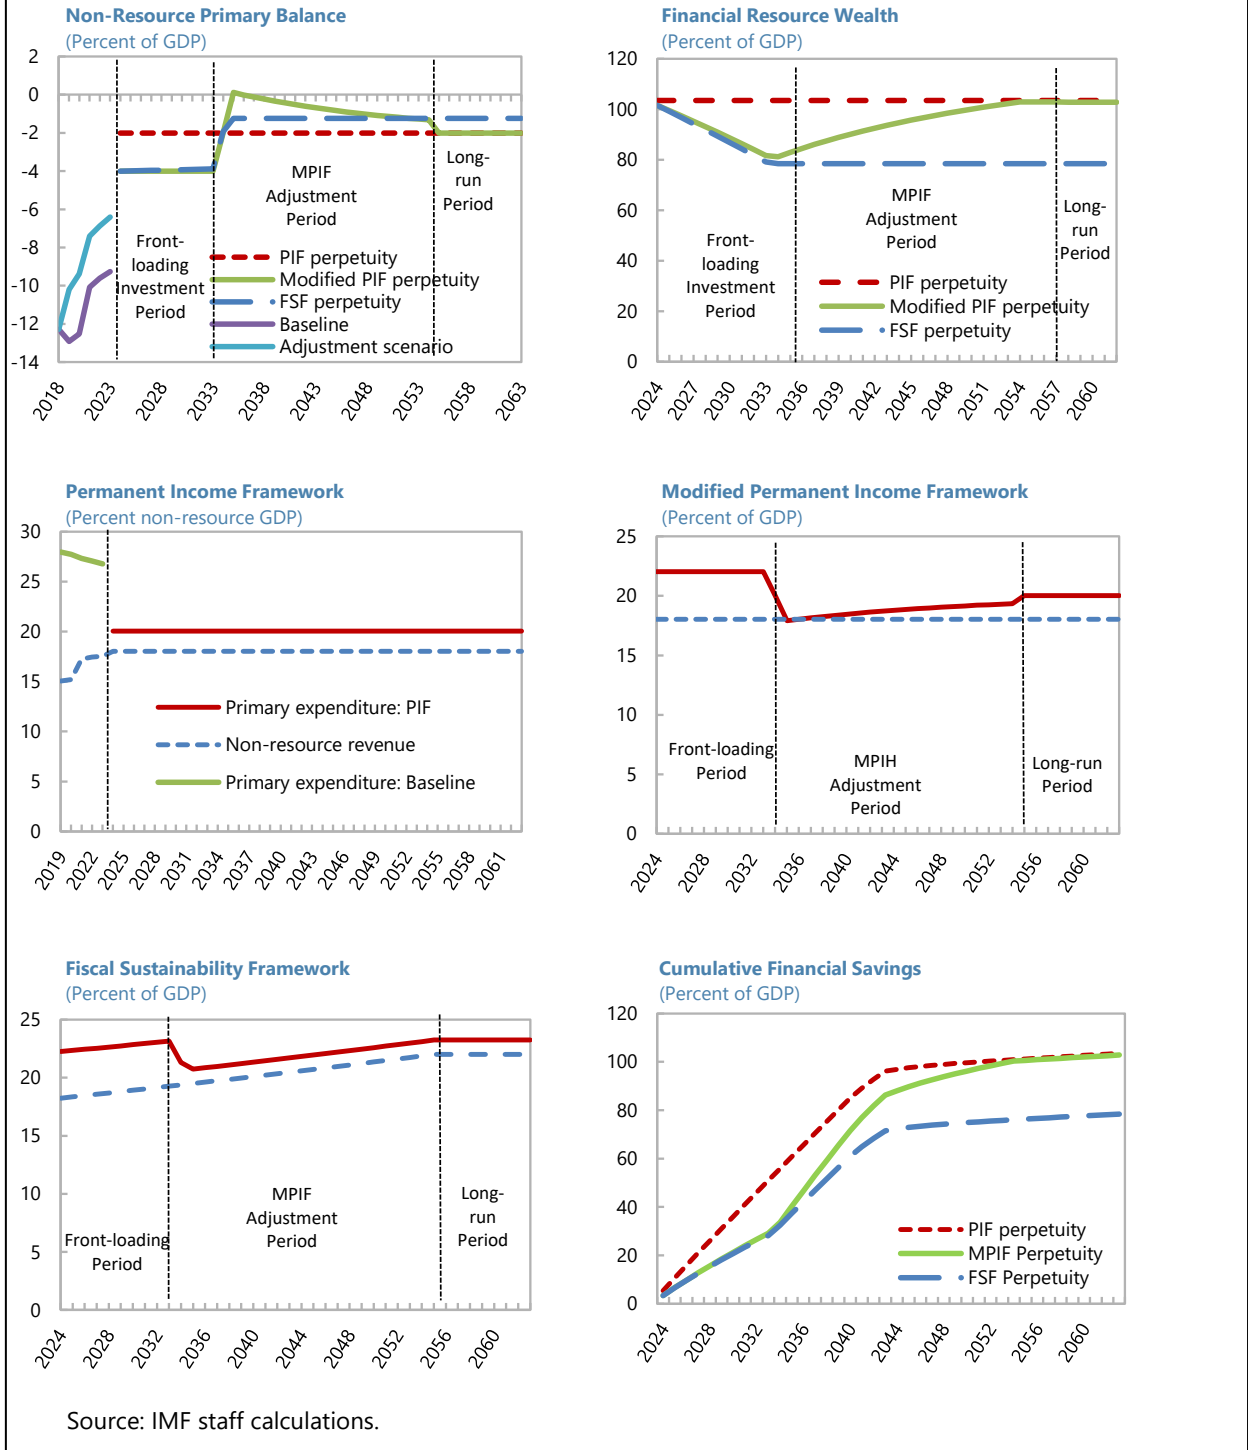 Non-Resource Primary Balance
(Percent of GDP)
2
0
-2
-4
-6
-8
-10
-12
-14
MPIF
Adjustment
Period
Long-
run
Period
Front-
loading
Investment
Period
PIF perpetuity
Modified PIF perpetuity
FSF perpetuity
Baseline
Adjustment scenario
2018
2023
2028
2033
2038
2043
2048
2053
2058
2063
Financial Resource Wealth
(Percent of GDP)
120
100
80
60
40
20
0
MPIF
Adjustment
Period
Long-
run
Period
Front-
loading
Investment
Period
PIF perpetuity
Modified PIF perpetuity
FSF perpetuity
2024
2027
2030
2033
2036
2039
2042
2045
2048
2051
2054
2057
2060
Permanent Income Framework
(Percent non-resource GDP)
30
25
20
15
10
5
0
Primary expenditure: PIF
Non-resource revenue
Primary expenditure: Baseline
2019
2022
2025
2028
2031
2034
2037
2040
2043
2046
2049
2052
2055
2058
2061
Modified Permanent Income Framework
(Percent of GDP)
25
20
15
10
5
0
Front-loading
Period
MPIH
Adjustment
Period
Long-run
Period
2024
2028
2032
2036
2040
2044
2048
2052
2056
2060
Fiscal Sustainability Framework
(Percent of GDP)
25
20
15
10
5
0
Front-loading
Period
MPIF
Adjustment
Period
Long-
run
Period
2024
2028
2032
2036
2040
2044
2048
2052
2056
2060
Cumulative Financial Savings
(Percent of GDP)
120
100
80
60
40
20
0
PIF perpetuity
MPIF Perpetuity
FSF Perpetuity
2024
2028
2032
2036
2040
2044
2048
2052
2056
2060
Source: IMF staff calculations.